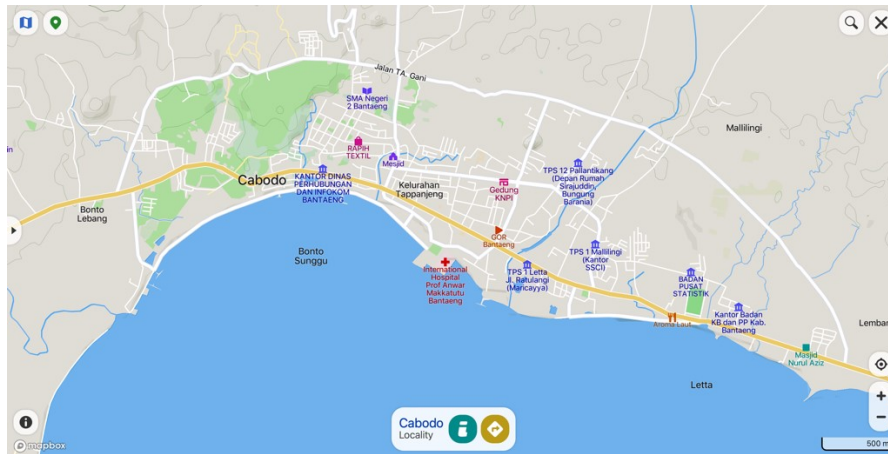 Jalan TA. Gani
SMA Negeri
2 Bantaeng
Mallilingi
RAPIH
TEXTIL
Mesjid
TPS 12 Pallantikang
(Depan Rumah
Sirajuddin,
Bungung
Barania)
KANTOR DINAS
PERHUBUNGAN
DAN INFOKOM
BANTAENG
Cabodo
Kelurahan
Tappanjeng
Gedung
KNPI
Bonto
Lebang
GOR
Bantaeng
Bonto
Sunggu
TPS 1 Mallilingi
(Kantor
SSCI)
International
Hospital
Prof Anwar
Makkatutu
Bantaeng
TPS 1 Letta
Jl. Ratulangi
(Maricayya)
BADAN
PUSAT
STATISTIK
Kantor Badan
KB dan PP Kab.
Bantaeng
Aroma Laut
Lembar
Masjid
Nurul Aziz
Letta
Cabodo
Locality
mapbox
500 m